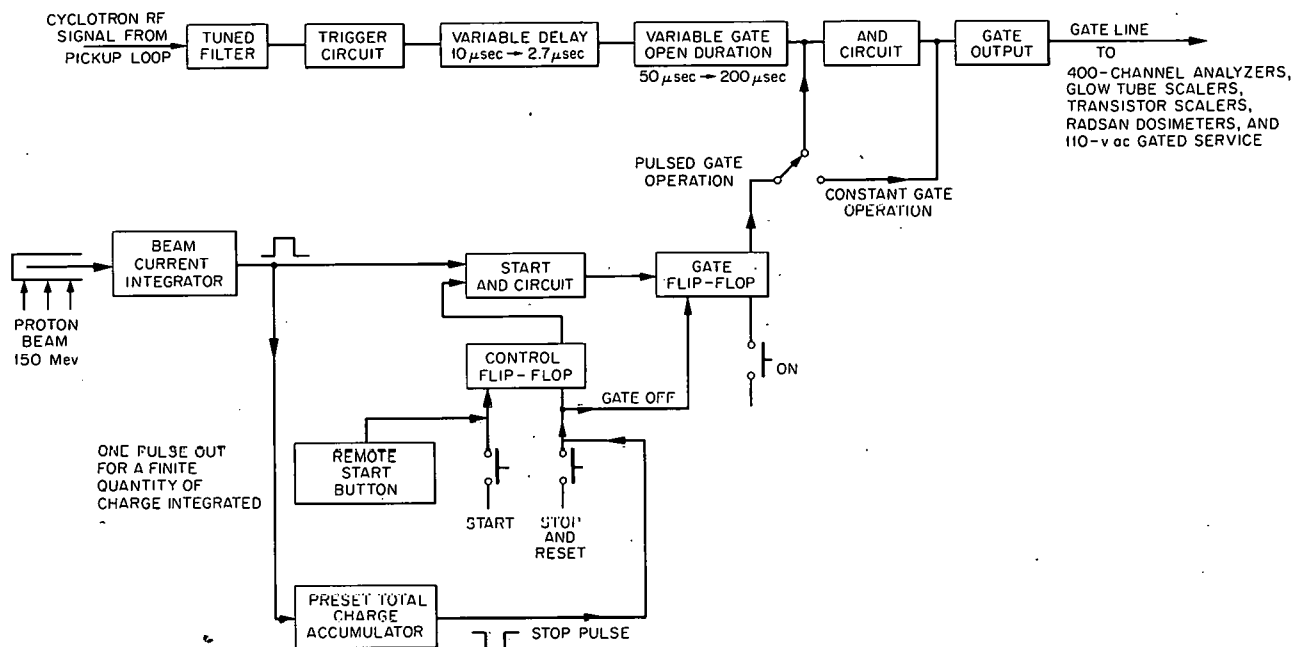 CYCLOTRON RF
SIGNAL FROM
PICKUP LOOP
TUNED
FILTER
TRIGGER
CIRCUIT
VARIABLE DELAY
10 μsec → 2.7 μsec
VARIABLE GATE
OPEN DURATION
50 μsec → 200 μsec
AND
CIRCUIT
GATE
OUTPUT
GATE LINE
TO
400-CHANNEL ANALYZERS,
GLOW TUBE SCALERS,
TRANSISTOR SCALERS,
RADSAN DOSIMETERS, AND
110-v ac GATED SERVICE
PULSED GATE
OPERATION
CONSTANT GATE
OPERATION
PROTON
BEAM
150 Mev
BEAM
CURRENT
INTEGRATOR
START
AND CIRCUIT
GATE
FLIP-FLOP
ON
CONTROL
FLIP-FLOP
GATE OFF
ONE PULSE OUT
FOR A FINITE
QUANTITY OF
CHARGE INTEGRATED
REMOTE
START
BUTTON
START
STOP
AND
RESET
PRESET TOTAL
CHARGE
ACCUMULATOR
STOP PULSE